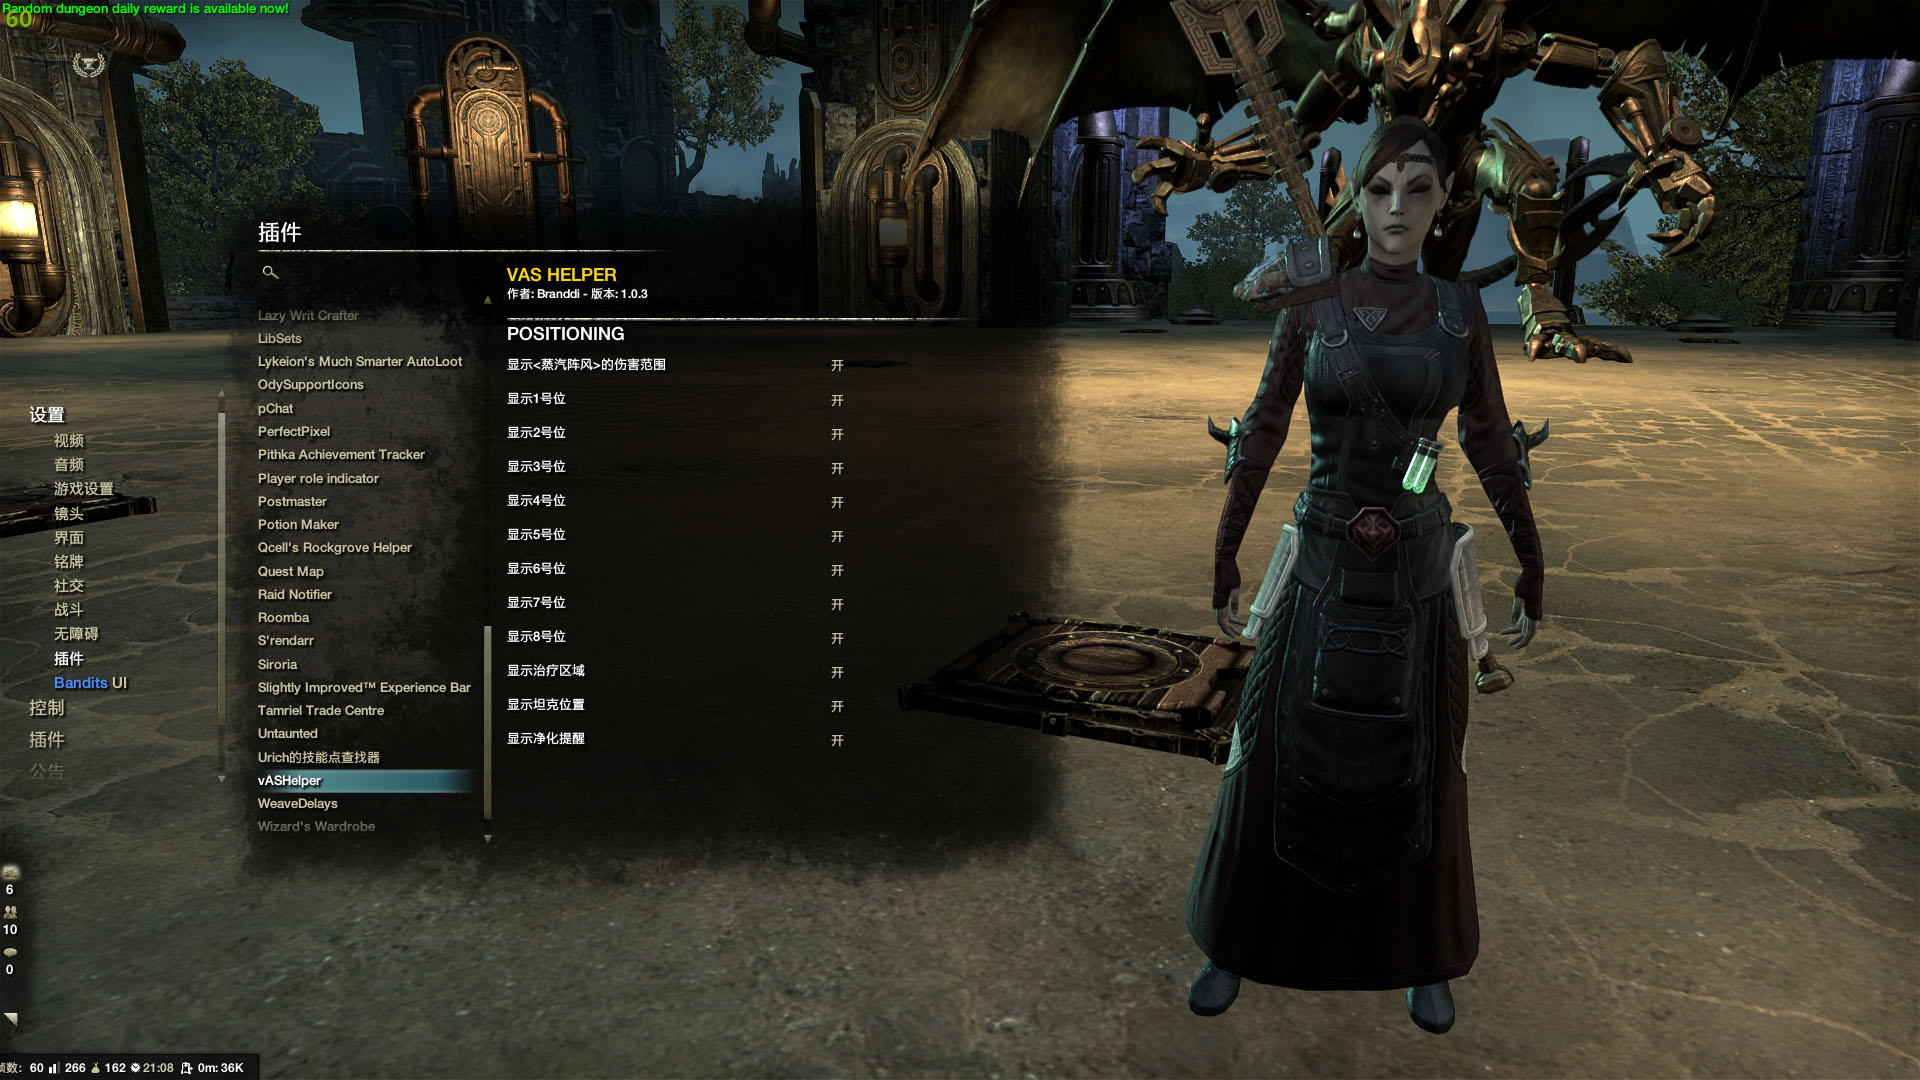 Random dungeon daily reward is available now!
60
插件
设置
视频
音频
游戏设置
镜头
界面
铭牌
社交
战斗
无障碍
插件
Bandits UI
控制
插件
公告
Lazy Writ Crafter
LibSets
Lykeion's Much Smarter AutoLoot
OdySupportIcons
pChat
PerfectPixel
Pithka Achievement Tracker
Player role indicator
Postmaster
Potion Maker
Qcell's Rockgrove Helper
Quest Map
Raid Notifier
Roomba
S'rendarr
Siroria
Slightly Improved™ Experience Bar
Tamriel Trade Centre
Untaunted
Urich的技能点查找器
vASHelper
WeaveDelays
Wizard's Wardrobe
VAS HELPER
作者: Branddi - 版本: 1.0.3
POSITIONING
显示<蒸汽阵风>的伤害范围 开
显示1号位 开
显示2号位 开
显示3号位 开
显示4号位 开
显示5号位 开
显示6号位 开
显示7号位 开
显示8号位 开
显示治疗区域 开
显示坦克位置 开
显示净化提醒 开
6
10
0
帧数: 60 266 162 21:08 0m: 36K